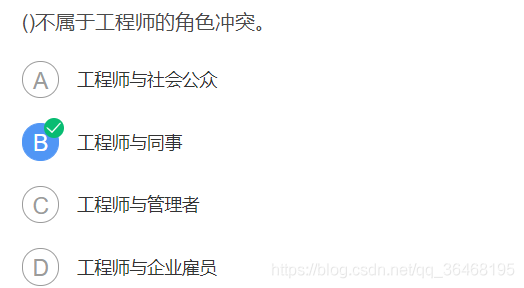 ()不属于工程师的角色冲突。
A 工程师与社会公众
B 工程师与同事
C 工程师与管理者
D 工程师与企业雇员
https://blog.csdn.net/qq_36468195